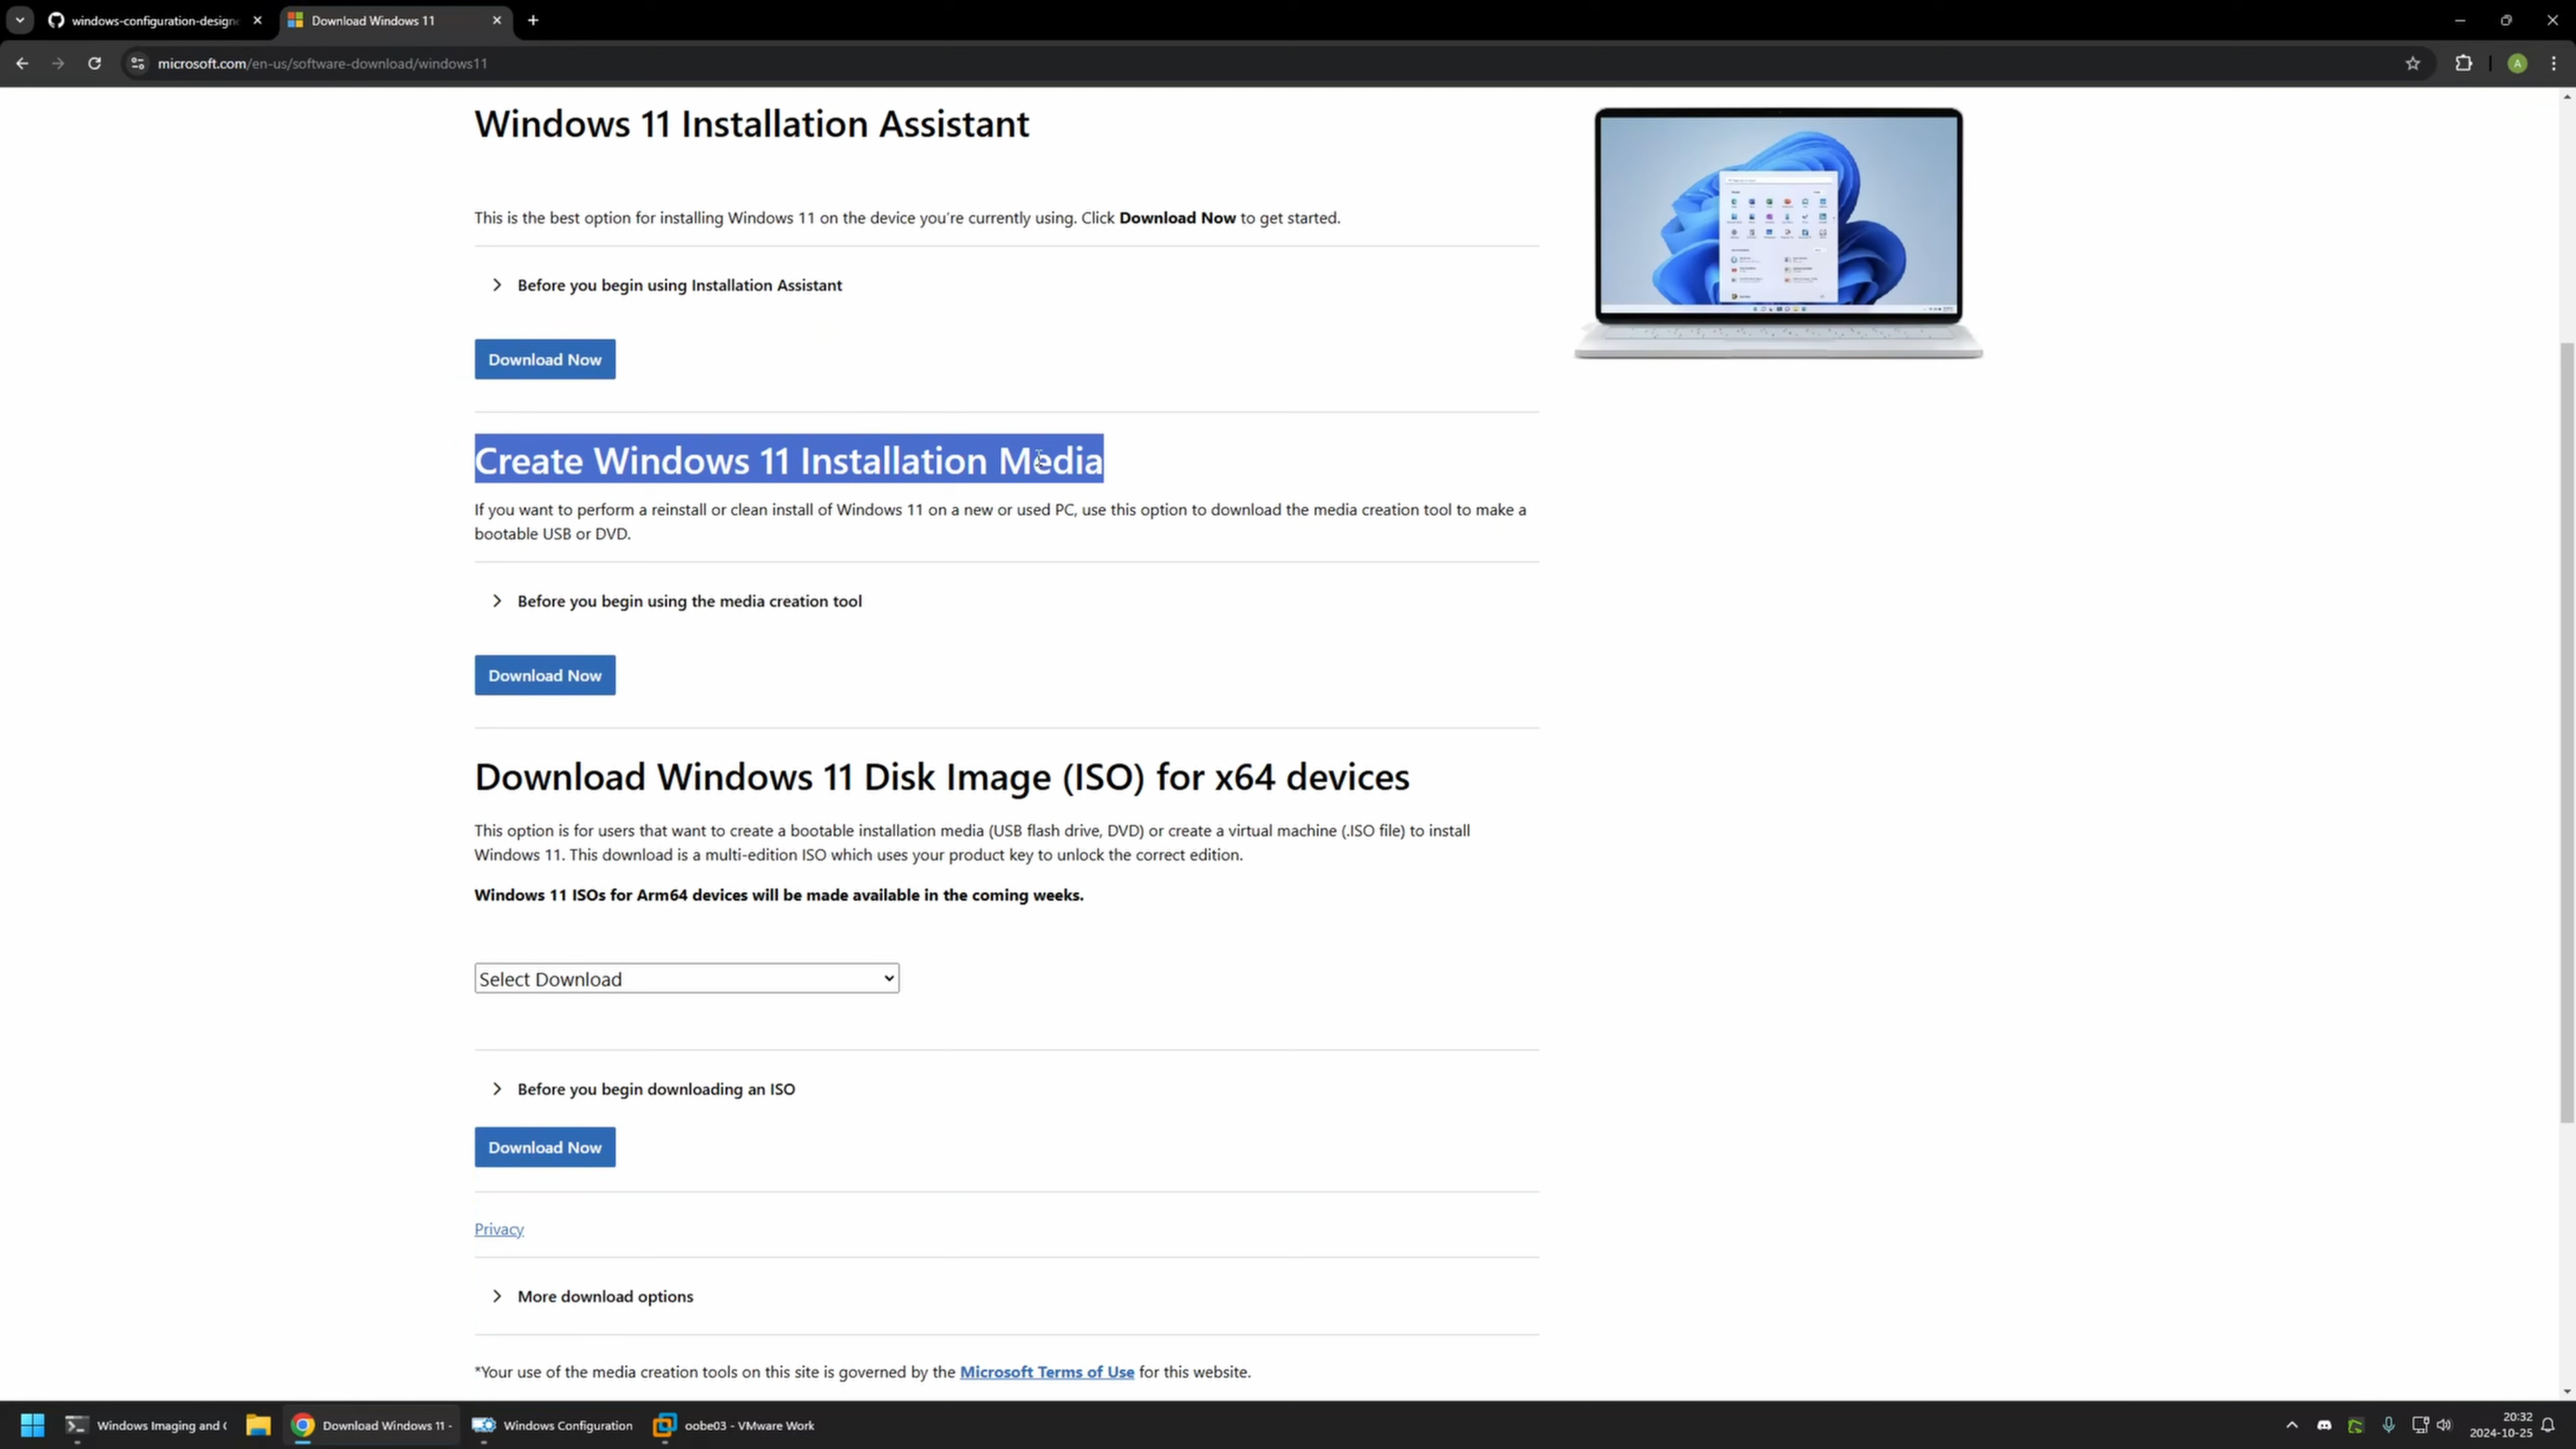 windows-configuration-designe
Download Windows 11
microsoft.com/en-us/software-download/windows11
A
Windows 11 Installation Assistant
This is the best option for installing Windows 11 on the device you're currently using. Click Download Now to get started.
Before you begin using Installation Assistant
Download Now
Create Windows 11 Installation Media
If you want to perform a reinstall or clean install of Windows 11 on a new or used PC, use this option to download the media creation tool to make a
bootable USB or DVD.
Before you begin using the media creation tool
Download Now
Download Windows 11 Disk Image (ISO) for x64 devices
This option is for users that want to create a bootable installation media (USB flash drive, DVD) or create a virtual machine (.ISO file) to install
Windows 11. This download is a multi-edition ISO which uses your product key to unlock the correct edition.
Windows 11 ISOs for Arm64 devices will be made available in the coming weeks.
Select Download
Before you begin downloading an ISO
Download Now
Privacy
More download options
*Your use of the media creation tools on this site is governed by the Microsoft Terms of Use for this website.
Windows Imaging and C
Download Windows 11 -
Windows Configuration
oobe03 - VMware Work
20:32
2024-10-25